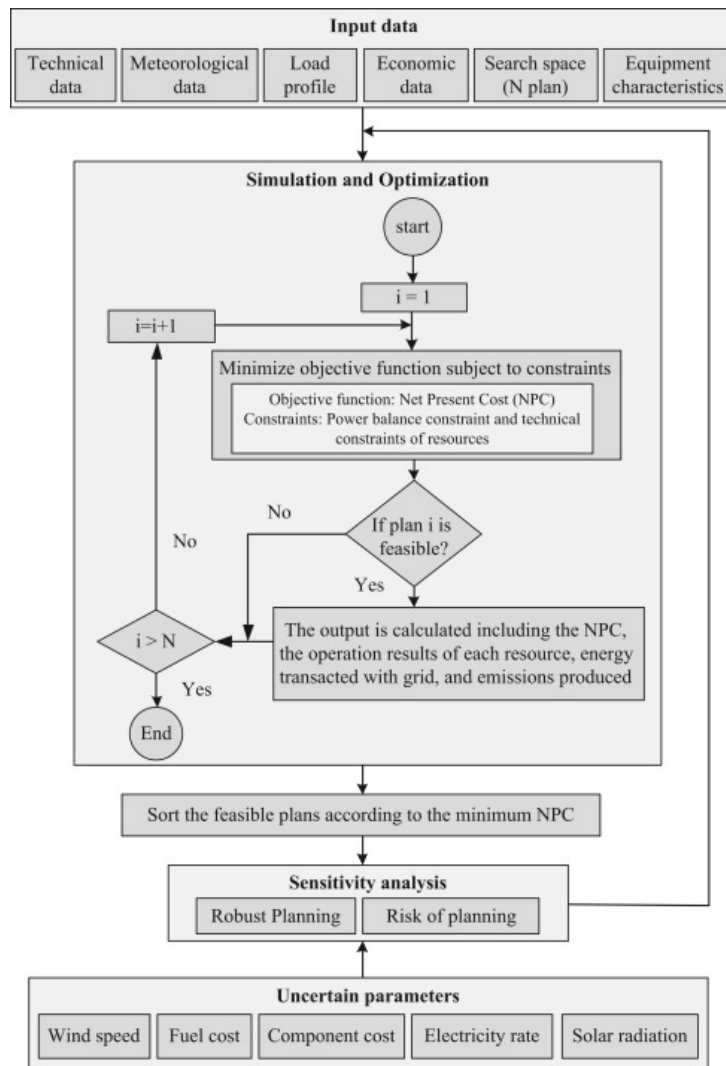 Input data
Technical
data
Meteorological
data
Load
profile
Economic
data
Search space
(N plan)
Equipment
characteristics
Simulation and Optimization
start
i = 1
i=i+1
Minimize objective function subject to constraints
Objective function: Net Present Cost (NPC)
Constraints: Power balance constraint and technical
constraints of resources
If plan i is
feasible?
No
No
Yes
The output is calculated including the NPC,
the operation results of each resource, energy
transacted with grid, and emissions produced
i > N
Yes
End
Sort the feasible plans according to the minimum NPC
Sensitivity analysis
Robust Planning
Risk of planning
Uncertain parameters
Wind speed
Fuel cost
Component cost
Electricity rate
Solar radiation